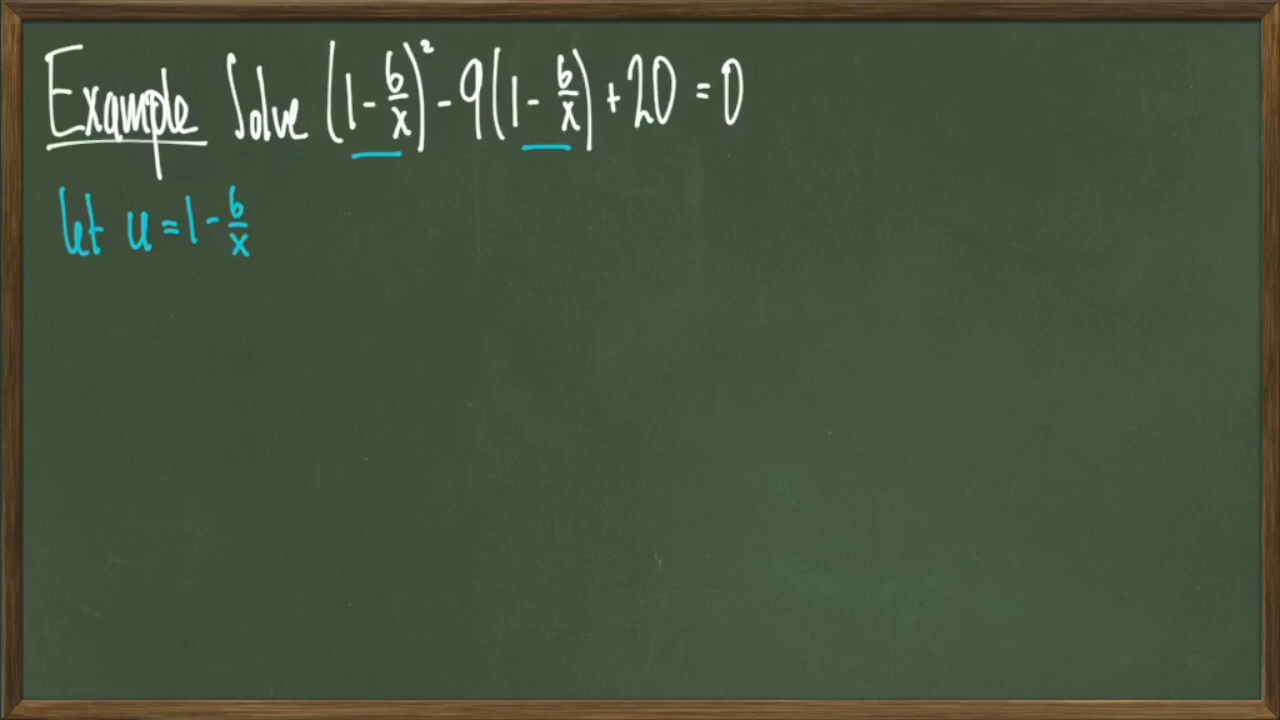 Example Solve (1 - 6/x)² - 9(1 - 6/x) + 20 = 0
let u = 1 - 6/x